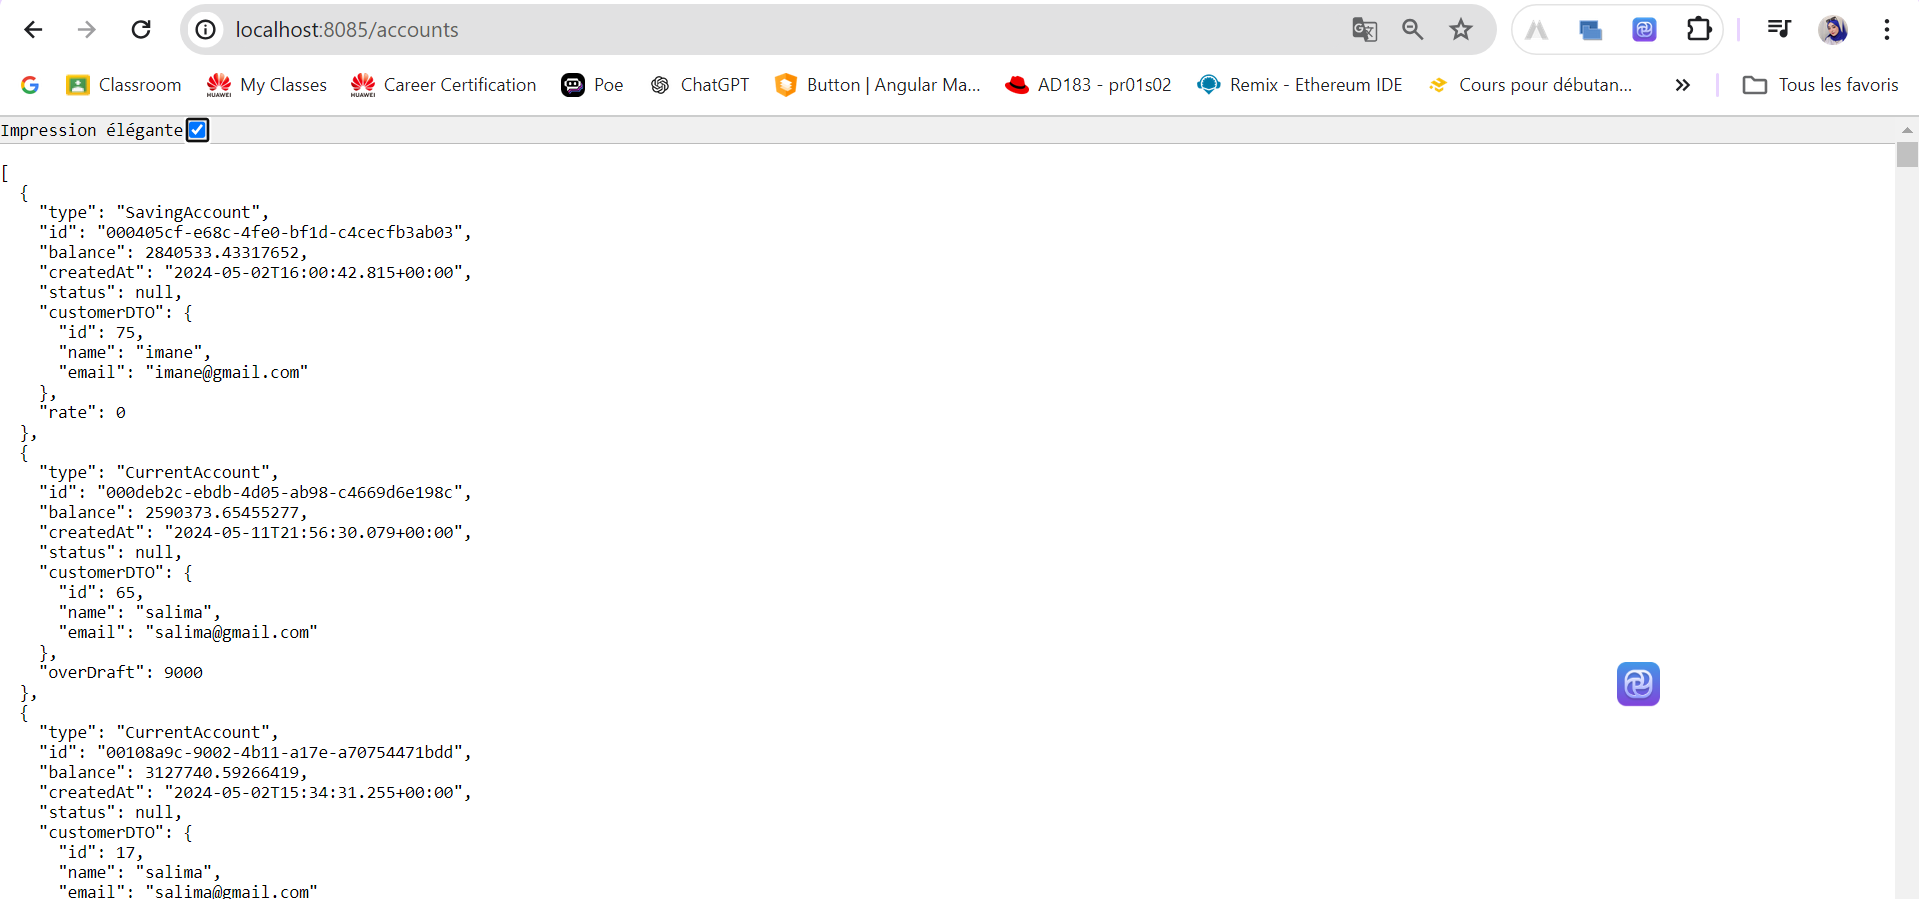 localhost:8085/accounts
Classroom My Classes Career Certification Poe ChatGPT Button | Angular Ma... AD183 - pr01s02 Remix - Ethereum IDE Cours pour débutan... » Tous les favoris
HUAWEI HUAWEI
Impression élégante
[
  {
    "type": "SavingAccount",
    "id": "000405cf-e68c-4fe0-bf1d-c4cecfb3ab03",
    "balance": 2840533.43317652,
    "createdAt": "2024-05-02T16:00:42.815+00:00",
    "status": null,
    "customerDTO": {
      "id": 75,
      "name": "imane",
      "email": "imane@gmail.com"
    },
    "rate": 0
  },
  {
    "type": "CurrentAccount",
    "id": "000deb2c-ebdb-4d05-ab98-c4669d6e198c",
    "balance": 2590373.65455277,
    "createdAt": "2024-05-11T21:56:30.079+00:00",
    "status": null,
    "customerDTO": {
      "id": 65,
      "name": "salima",
      "email": "salima@gmail.com"
    },
    "overDraft": 9000
  },
  {
    "type": "CurrentAccount",
    "id": "00108a9c-9002-4b11-a17e-a70754471bdd",
    "balance": 3127740.59266419,
    "createdAt": "2024-05-02T15:34:31.255+00:00",
    "status": null,
    "customerDTO": {
      "id": 17,
      "name": "salima",
      "email": "salima@gmail.com"